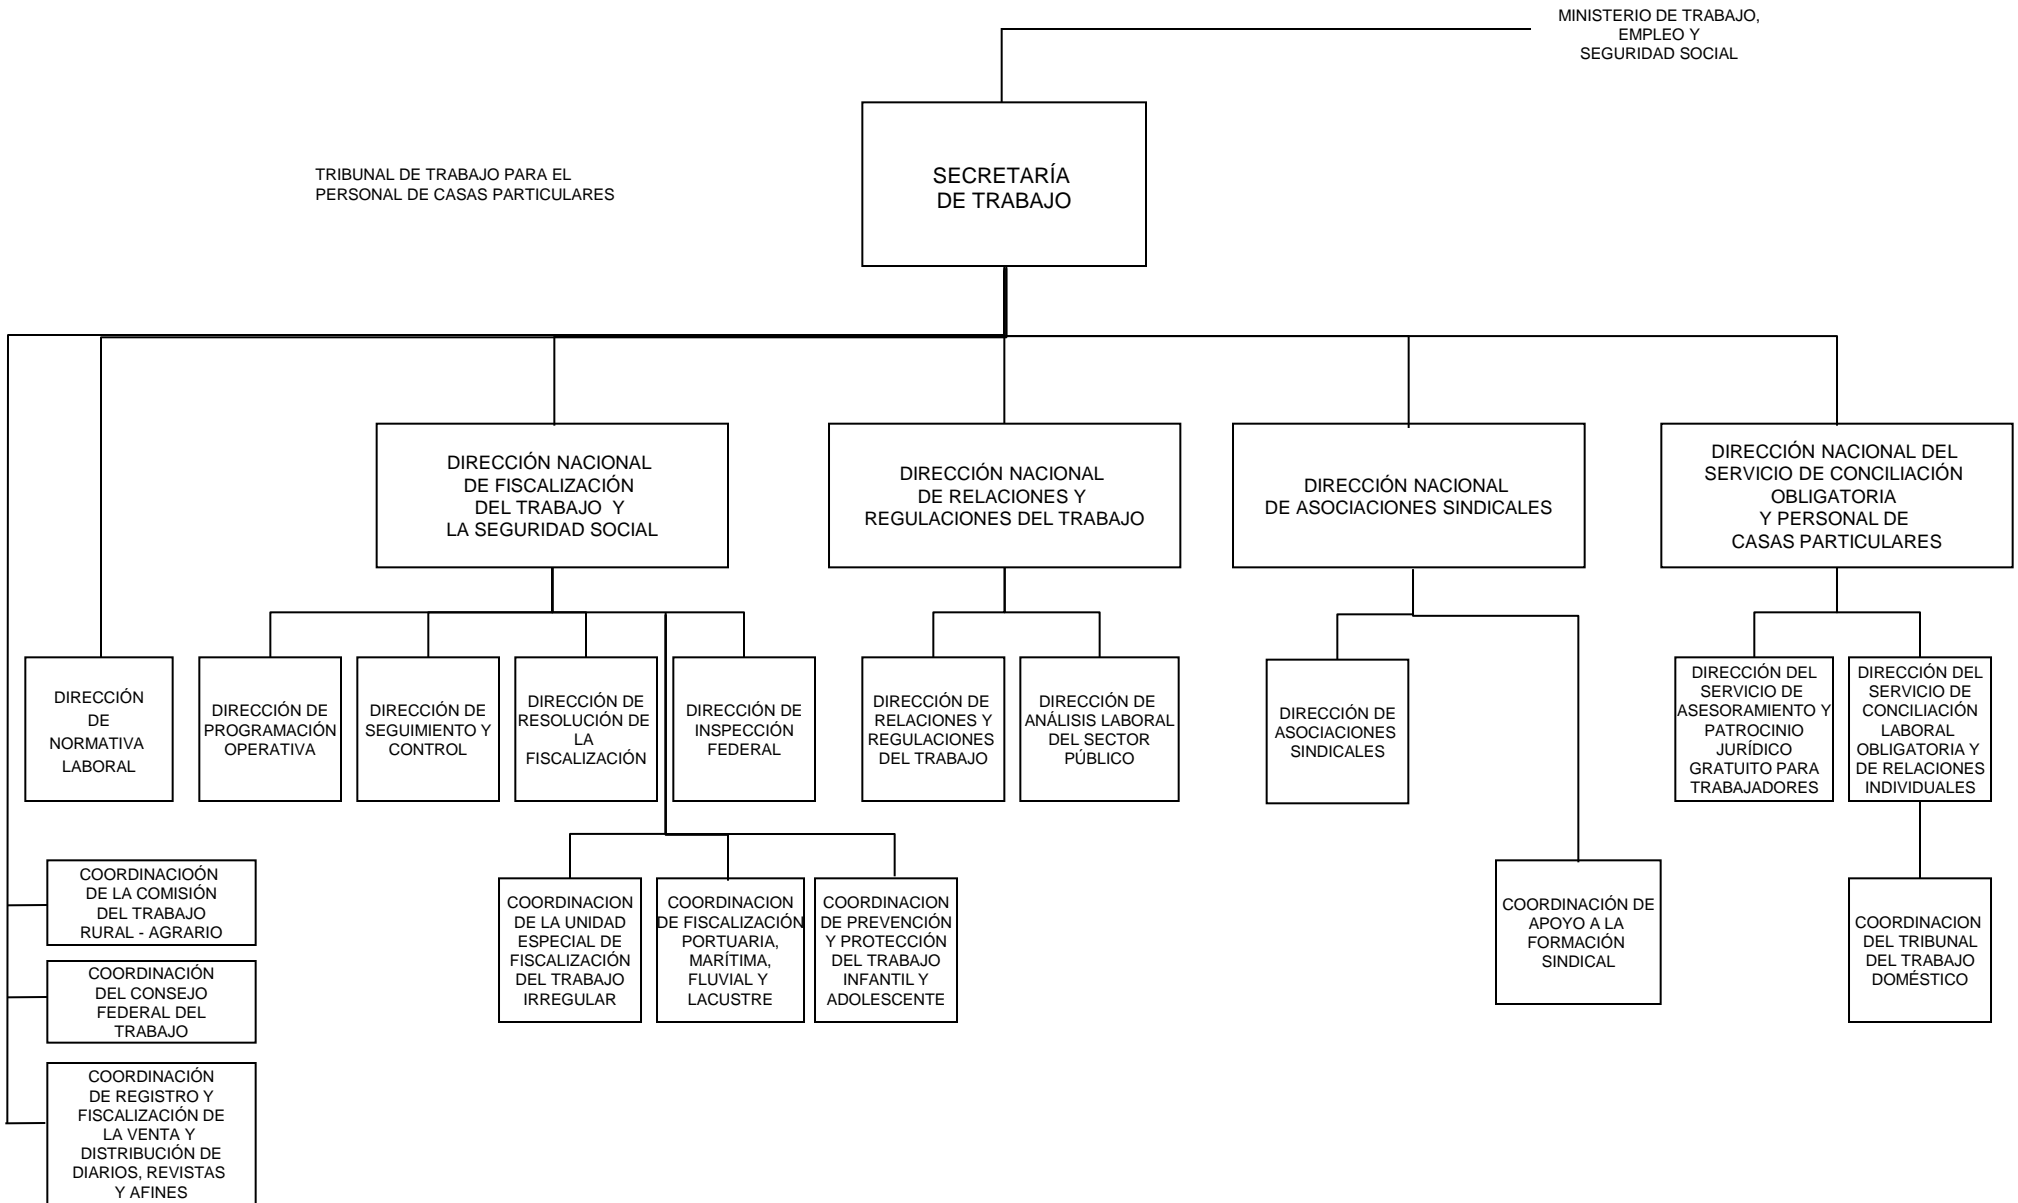 MINISTERIO DE TRABAJO,
EMPLEO Y
SEGURIDAD SOCIAL
TRIBUNAL DE TRABAJO PARA EL
PERSONAL DE CASAS PARTICULARES
SECRETARÍA
DE TRABAJO
DIRECCIÓN NACIONAL
DE FISCALIZACIÓN
DEL TRABAJO Y
LA SEGURIDAD SOCIAL
DIRECCIÓN NACIONAL
DE RELACIONES Y
REGULACIONES DEL TRABAJO
DIRECCIÓN NACIONAL
DE ASOCIACIONES SINDICALES
DIRECCIÓN NACIONAL DEL
SERVICIO DE CONCILIACIÓN
OBLIGATORIA
Y PERSONAL DE
CASAS PARTICULARES
DIRECCIÓN
DE
NORMATIVA
LABORAL
DIRECCIÓN DE
PROGRAMACIÓN
OPERATIVA
DIRECCIÓN DE
SEGUIMIENTO Y
CONTROL
DIRECCIÓN DE
RESOLUCIÓN DE
LA
FISCALIZACIÓN
DIRECCIÓN DE
INSPECCIÓN
FEDERAL
DIRECCIÓN DE
RELACIONES Y
REGULACIONES
DEL TRABAJO
DIRECCIÓN DE
ANÁLISIS LABORAL
DEL SECTOR
PÚBLICO
DIRECCIÓN DE
ASOCIACIONES
SINDICALES
DIRECCIÓN DEL
SERVICIO DE
ASESORAMIENTO Y
PATROCINIO
JURÍDICO
GRATUITO PARA
TRABAJADORES
DIRECCIÓN DEL
SERVICIO DE
CONCILIACIÓN
LABORAL
OBLIGATORIA Y
DE RELACIONES
INDIVIDUALES
COORDINACIOÓN
DE LA COMISIÓN
DEL TRABAJO
RURAL - AGRARIO
COORDINACIÓN
DEL CONSEJO
FEDERAL DEL
TRABAJO
COORDINACIÓN
DE REGISTRO Y
FISCALIZACIÓN DE
LA VENTA Y
DISTRIBUCIÓN DE
DIARIOS, REVISTAS
Y AFINES
COORDINACION
DE LA UNIDAD
ESPECIAL DE
FISCALIZACIÓN
DEL TRABAJO
IRREGULAR
COORDINACION
DE FISCALIZACIÓN
PORTUARIA,
MARÍTIMA,
FLUVIAL Y
LACUSTRE
COORDINACION
DE PREVENCIÓN
Y PROTECCIÓN
DEL TRABAJO
INFANTIL Y
ADOLESCENTE
COORDINACIÓN DE
APOYO A LA
FORMACIÓN
SINDICAL
COORDINACION
DEL TRIBUNAL
DEL TRABAJO
DOMÉSTICO